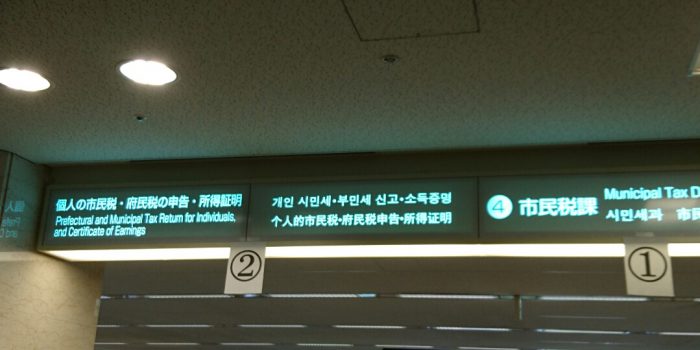 個人の市民税・府民税の申告・所得証明
Prefectural and Municipal Tax Return for Individuals,
and Certificate of Earnings
개인 시민세•부민세 신고•소득증명
个人的市民税•府民税申告•所得证明
④ 市民税課
Municipal Tax D
시민세과 市民
②
①